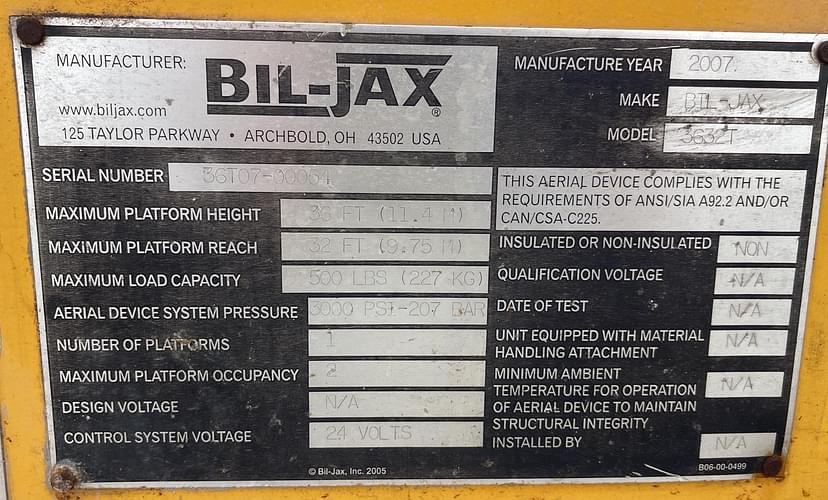 MANUFACTURER:
BIL-JAX®
www.biljax.com
125 TAYLOR PARKWAY • ARCHBOLD, OH 43502 USA
MANUFACTURE YEAR 2007.
MAKE BIL-JAX
MODEL 3632T
SERIAL NUMBER 36T07-00064
MAXIMUM PLATFORM HEIGHT 36 FT (11.4 M)
MAXIMUM PLATFORM REACH 32 FT (9.75 M)
MAXIMUM LOAD CAPACITY 500 LBS (227 KG)
AERIAL DEVICE SYSTEM PRESSURE 3000 PSI-207 BAR
NUMBER OF PLATFORMS 1
MAXIMUM PLATFORM OCCUPANCY 2
DESIGN VOLTAGE N/A
CONTROL SYSTEM VOLTAGE 24 VOLTS
THIS AERIAL DEVICE COMPLIES WITH THE
REQUIREMENTS OF ANSI/SIA A92.2 AND/OR
CAN/CSA-C225.
INSULATED OR NON-INSULATED NON
QUALIFICATION VOLTAGE N/A
DATE OF TEST N/A
UNIT EQUIPPED WITH MATERIAL
HANDLING ATTACHMENT N/A
MINIMUM AMBIENT
TEMPERATURE FOR OPERATION N/A
OF AERIAL DEVICE TO MAINTAIN
STRUCTURAL INTEGRITY
INSTALLED BY N/A
© Bil-Jax, Inc. 2005
B06-00-0499